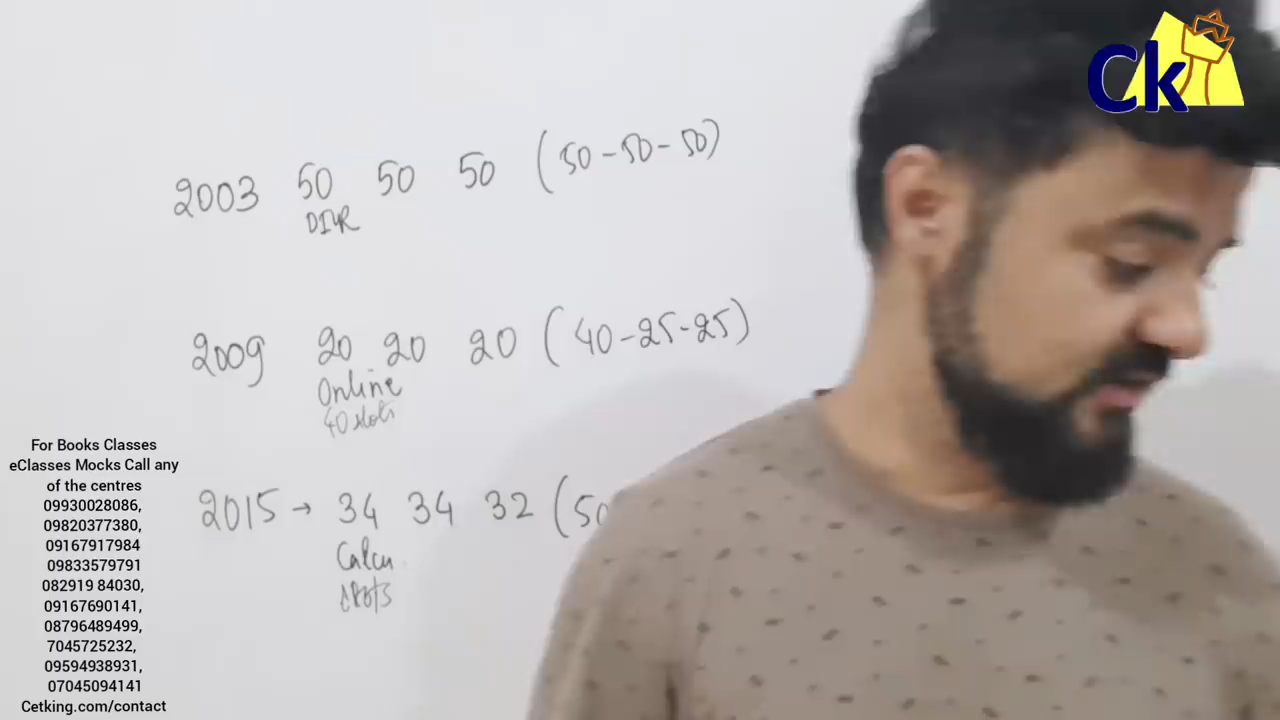 Ck
2003 50 50 50 (50-50-50)
DILR
2009 20 20 20 (40-25-25)
Online
40 slots
2015 → 34 34 32 (50
Calcu
For Books Classes
eClasses Mocks Call any
of the centres
09930028086,
09820377380,
09167917984
09833579791
082919 84030,
09167690141,
08796489499,
7045725232,
09594938931,
07045094141
Cetking.com/contact